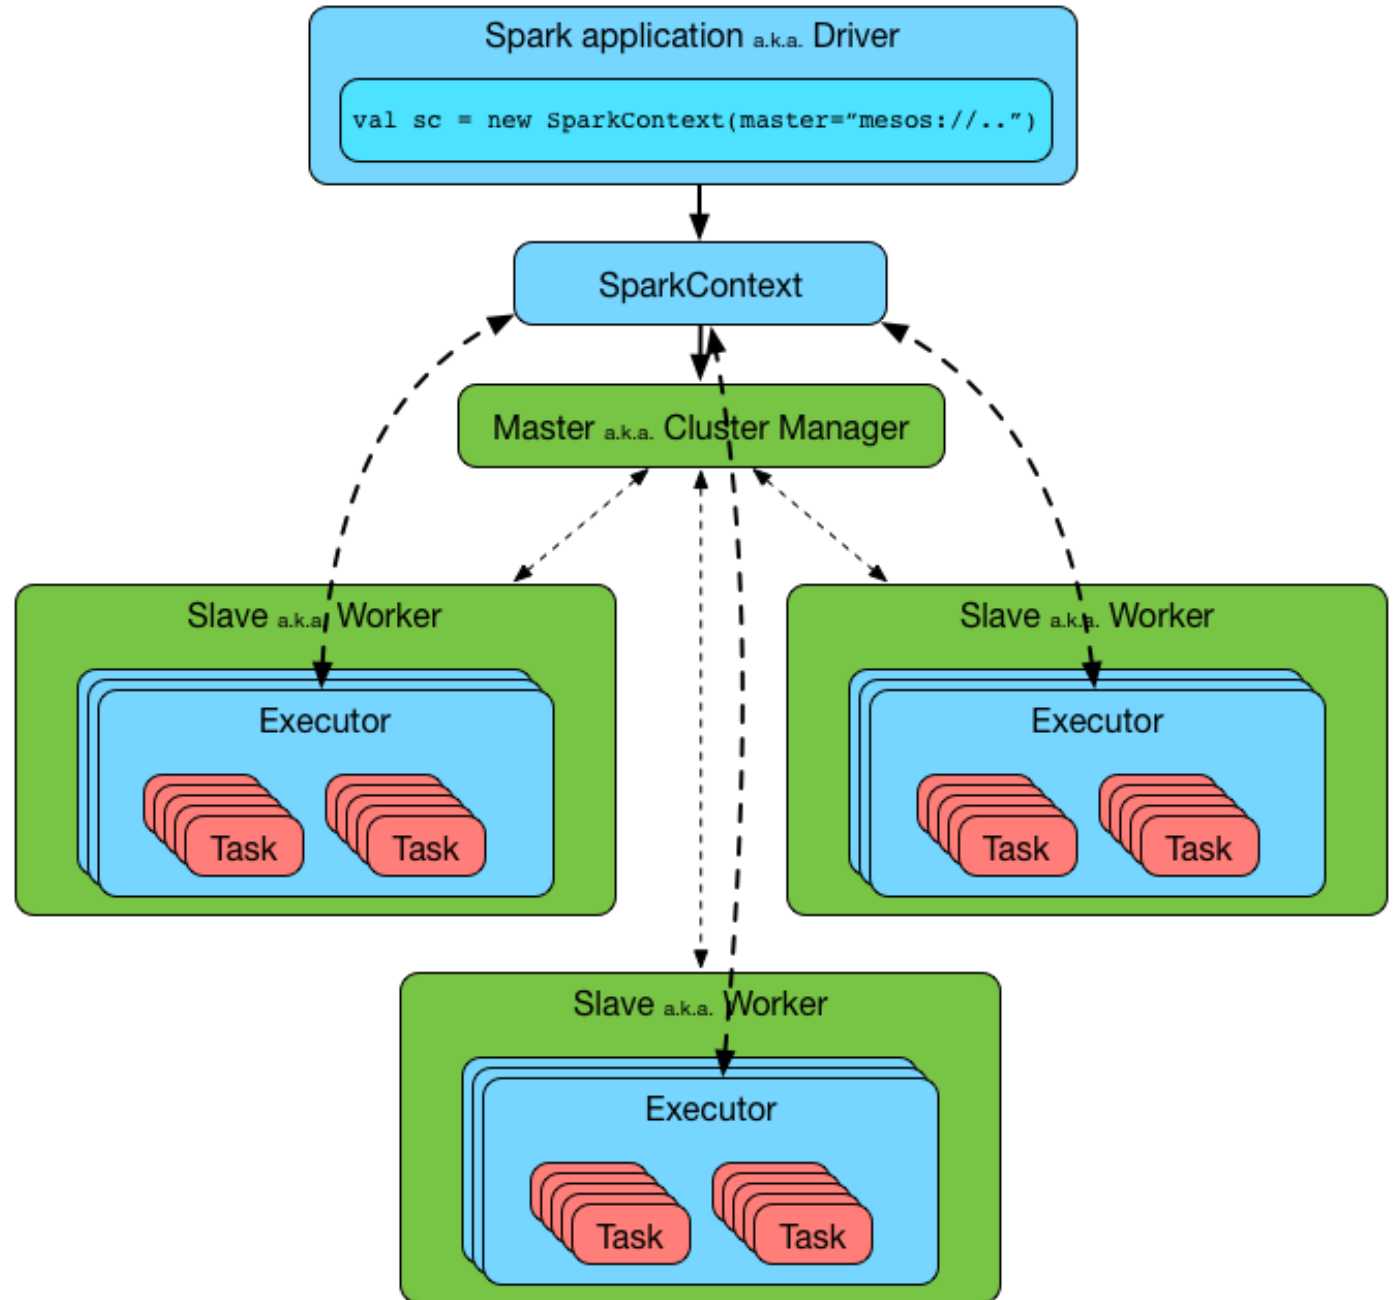 Spark application a.k.a. Driver
val sc = new SparkContext(master=”mesos://..”)
SparkContext
Master a.k.a. Cluster Manager
Slave a.k.a. Worker
Executor
Task
Task
Slave a.k.a. Worker
Executor
Task
Task
Slave a.k.a. Worker
Executor
Task
Task